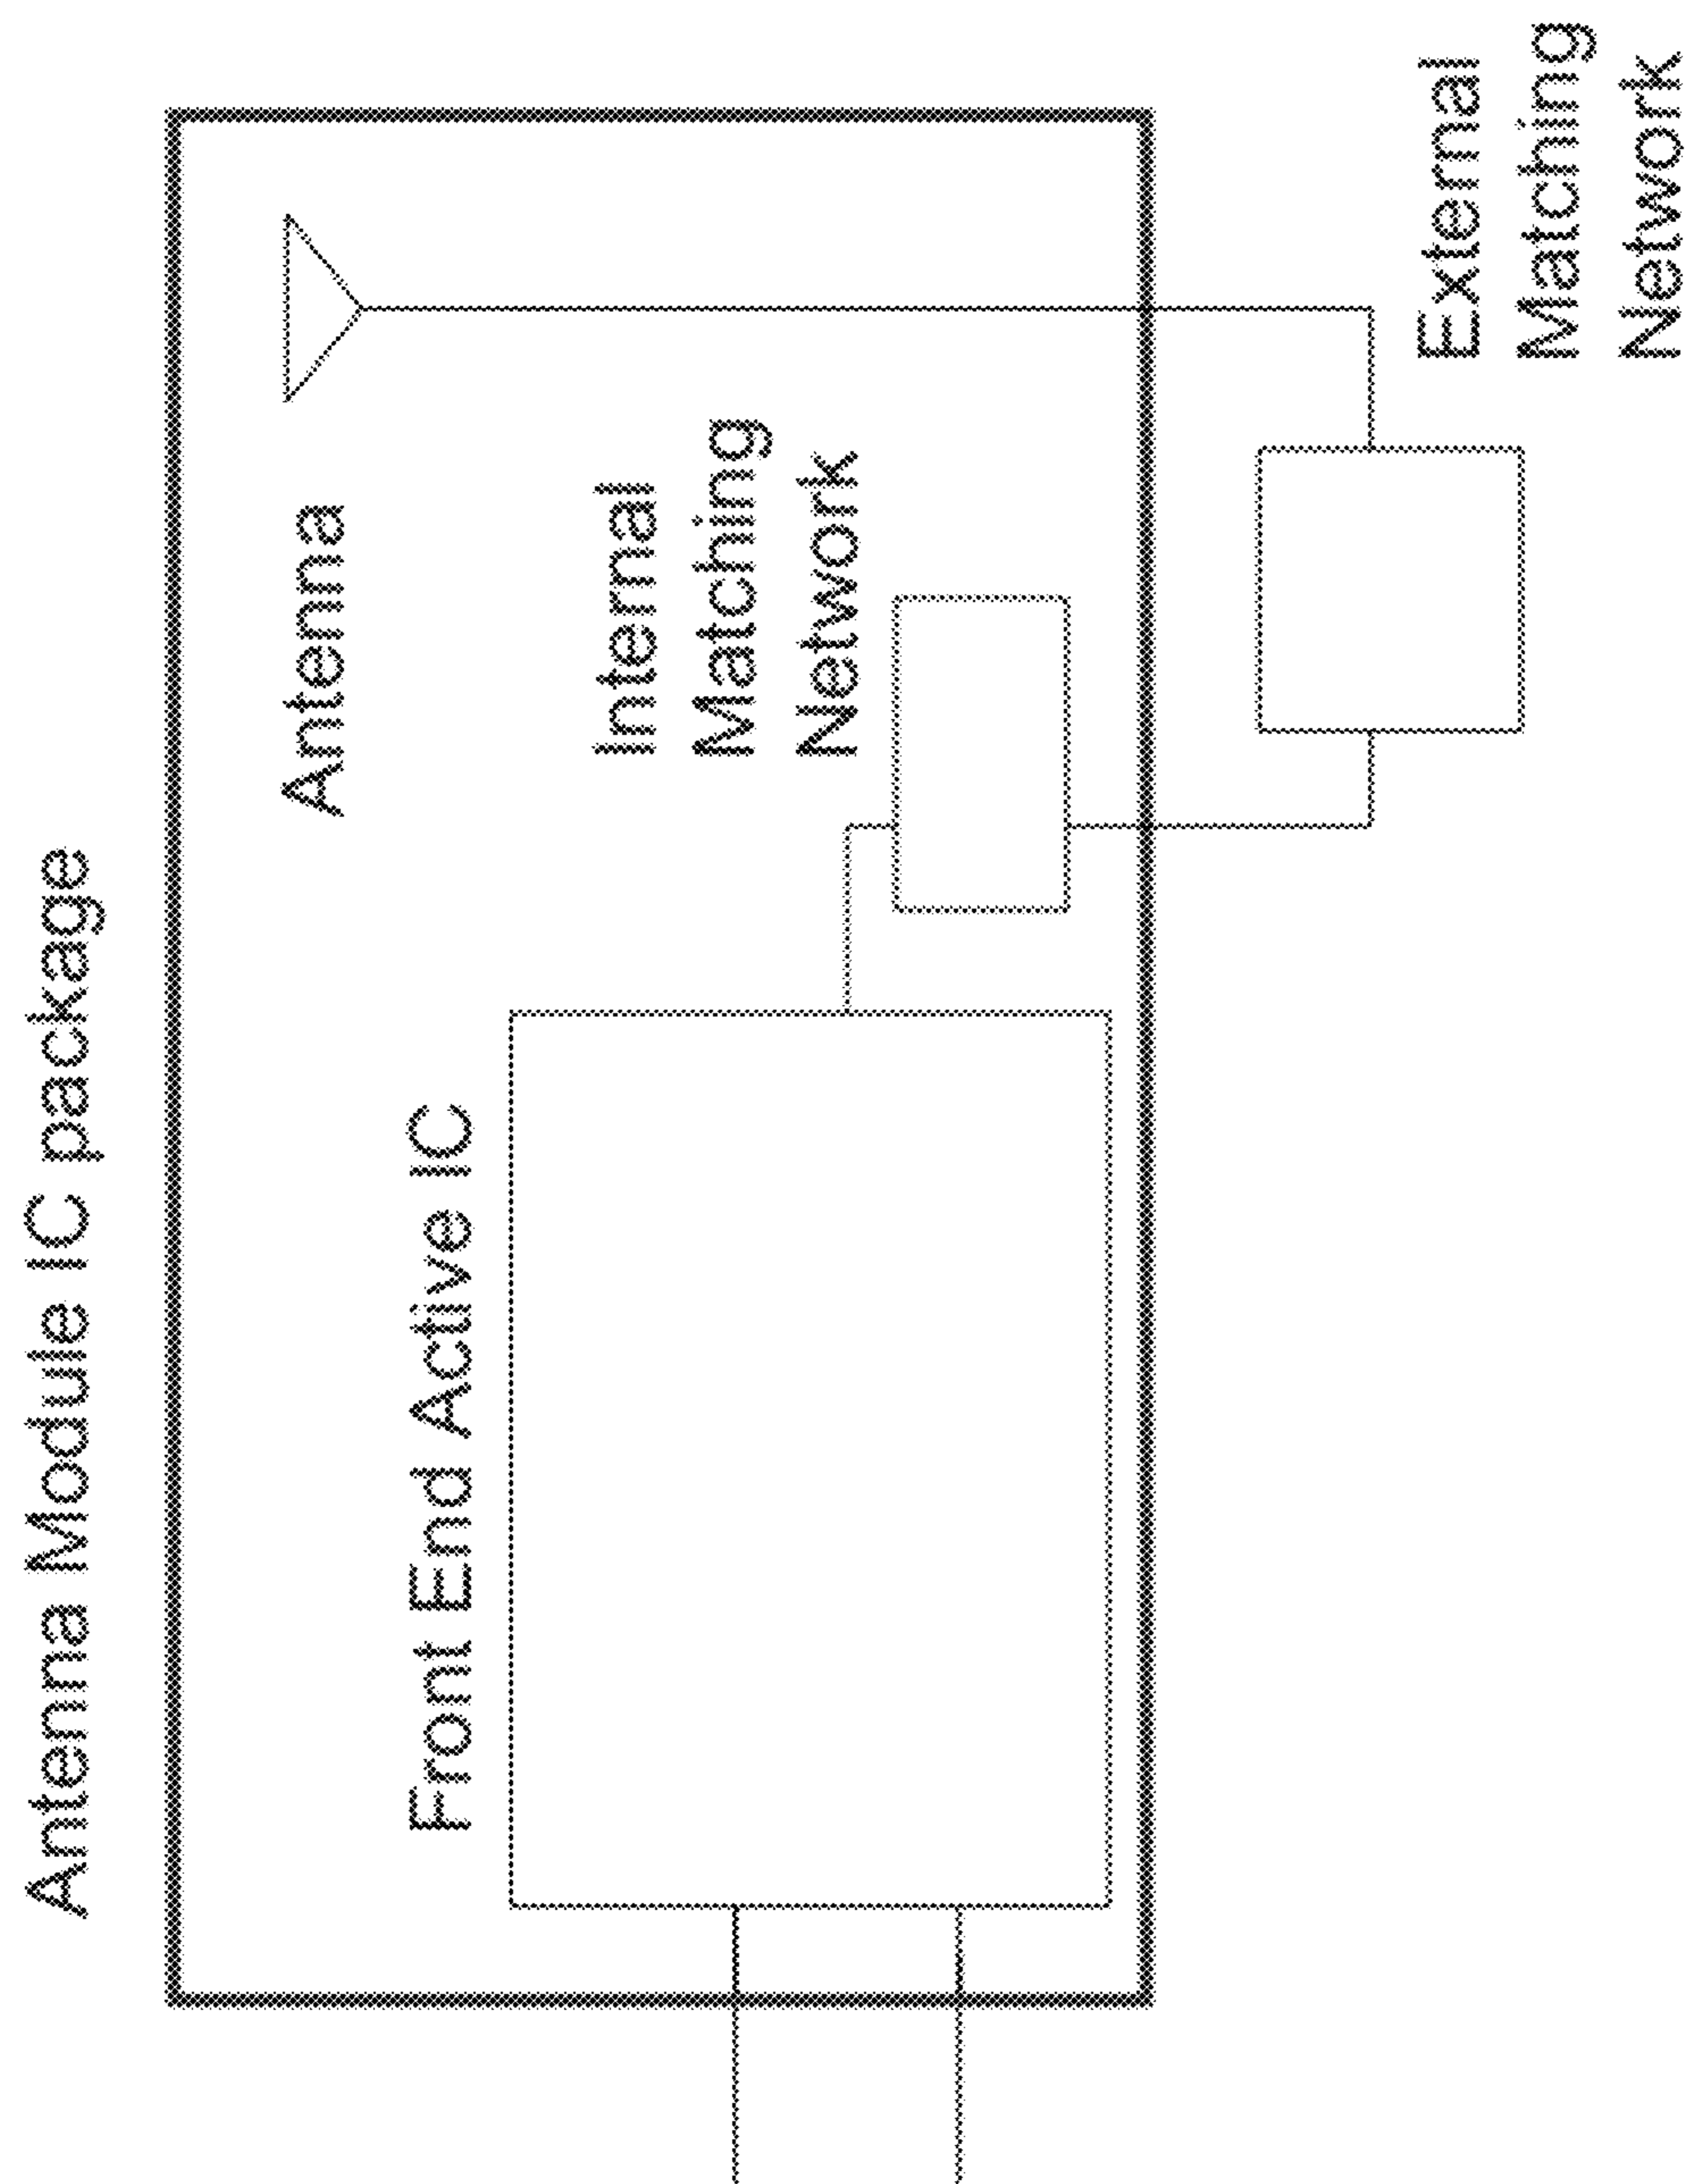 Antenna Module IC package
Antenna
Front End Active IC
Internal
Matching
Network
External
Matching
Network